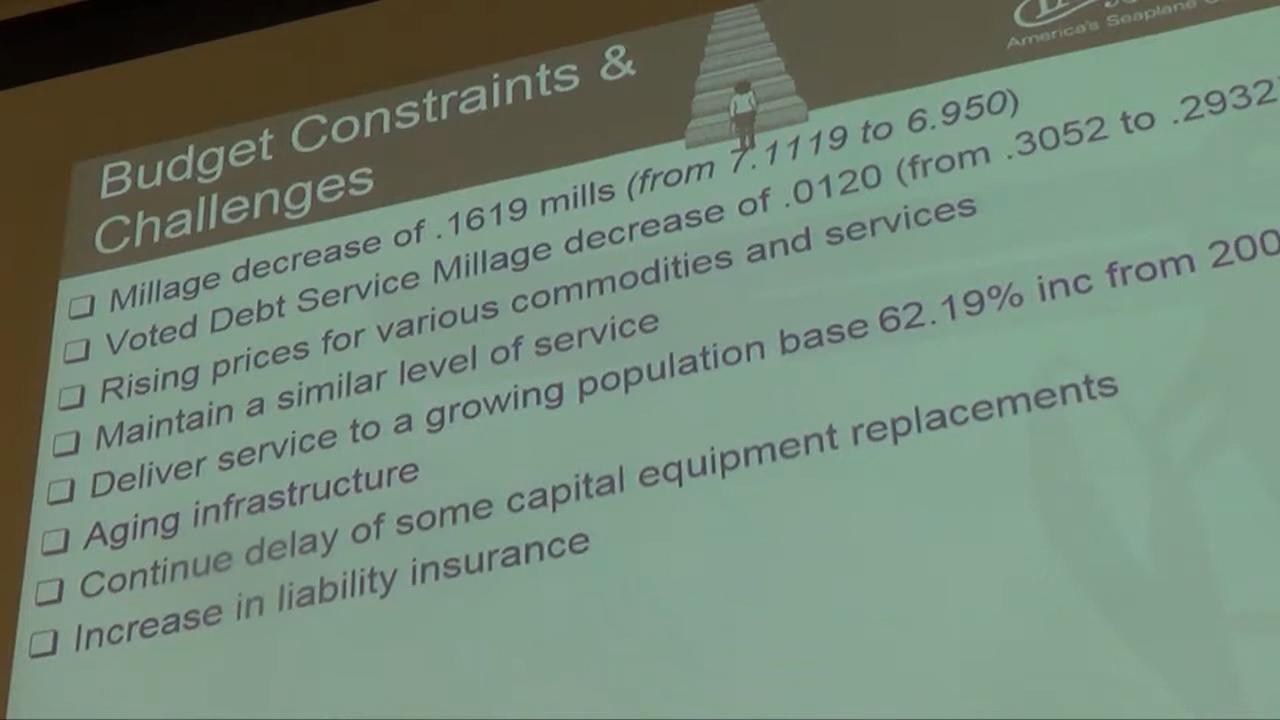 America's Seaplane
Budget Constraints &
Challenges
❑ Millage decrease of .1619 mills (from 7.1119 to 6.950)
❑ Voted Debt Service Millage decrease of .0120 (from .3052 to .2932
❑ Rising prices for various commodities and services
❑ Maintain a similar level of service
❑ Deliver service to a growing population base 62.19% inc from 200
❑ Aging infrastructure
❑ Continue delay of some capital equipment replacements
❑ Increase in liability insurance